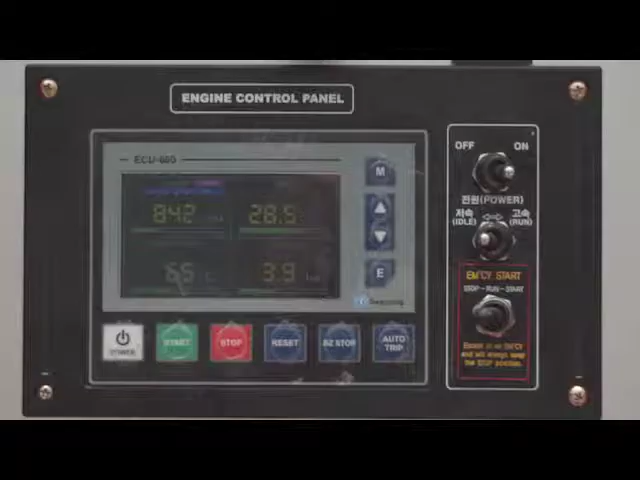 ENGINE CONTROL PANEL
ECU-600
M
842
28.5
65
3.9
E
START
STOP
RESET
BZ STOP
AUTO
TRIP
OFF ON
전원(POWER)
저속 고속
(IDLE) (RUN)
EM'CY START
STOP-RUN-START